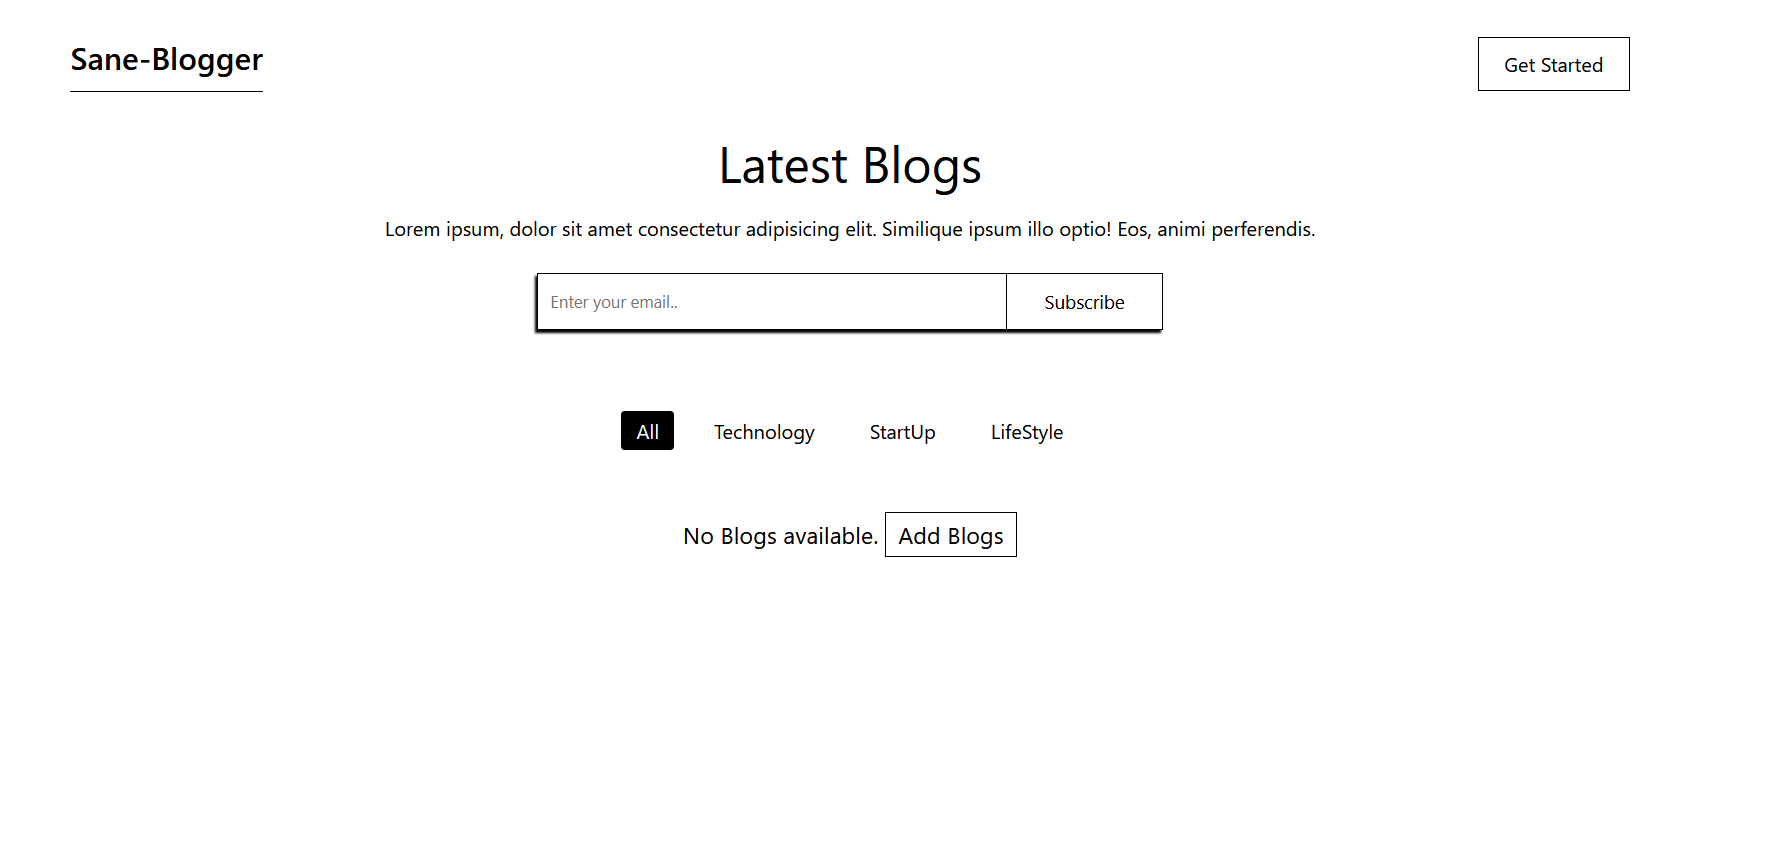 Sane-Blogger
Get Started
Latest Blogs
Lorem ipsum, dolor sit amet consectetur adipisicing elit. Similique ipsum illo optio! Eos, animi perferendis.
Enter your email..
Subscribe
All
Technology
StartUp
LifeStyle
No Blogs available. Add Blogs